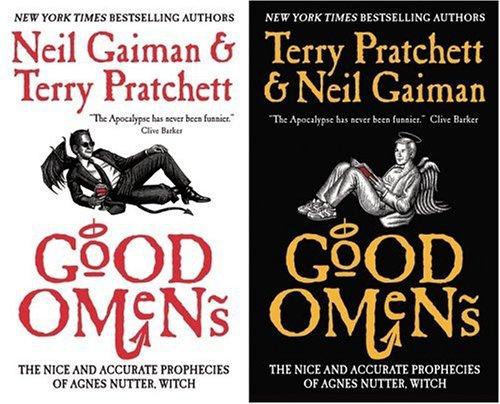 NEW YORK TIMES BESTSELLING AUTHORS
Neil Gaiman &
Terry Pratchett
"The Apocalypse has never been funnier."
Clive Barker
GOOD
OMENS
THE NICE AND ACCURATE PROPHECIES
OF AGNES NUTTER, WITCH
NEW YORK TIMES BESTSELLING AUTHORS
Terry Pratchett
& Neil Gaiman
"The Apocalypse has never been funnier."
Clive Barker
GOOD
OMENS
THE NICE AND ACCURATE PROPHECIES
OF AGNES NUTTER, WITCH